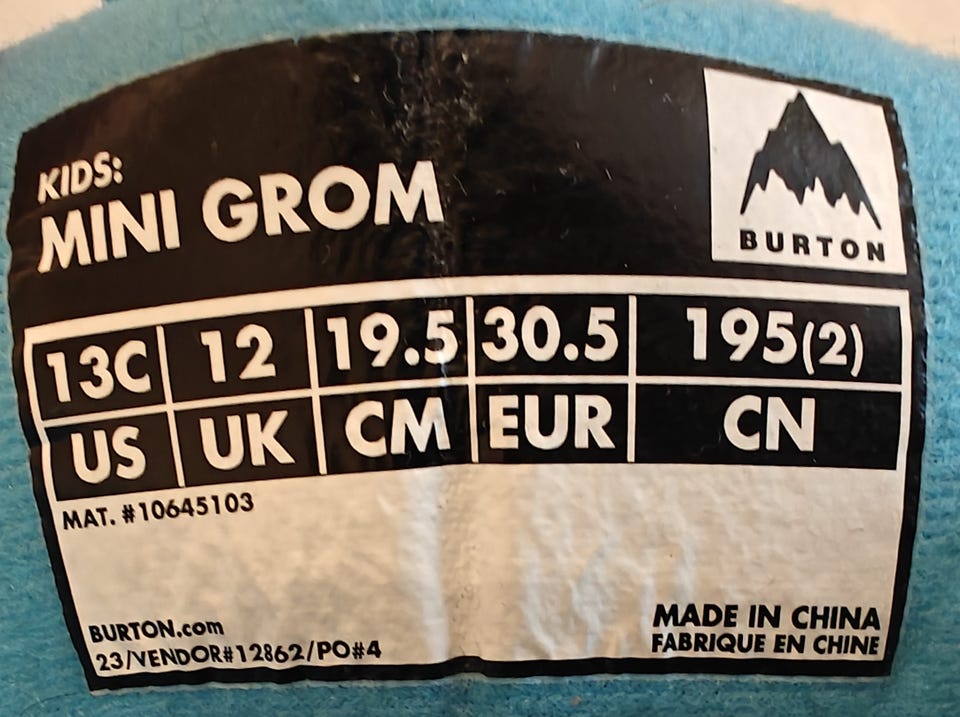 KIDS:
MINI GROM
BURTON
13C 12 19.5 30.5 195(2)
US UK CM EUR CN
MAT. #10645103
BURTON.com
23/VENDOR#12862/PO#4
MADE IN CHINA
FABRIQUE EN CHINE